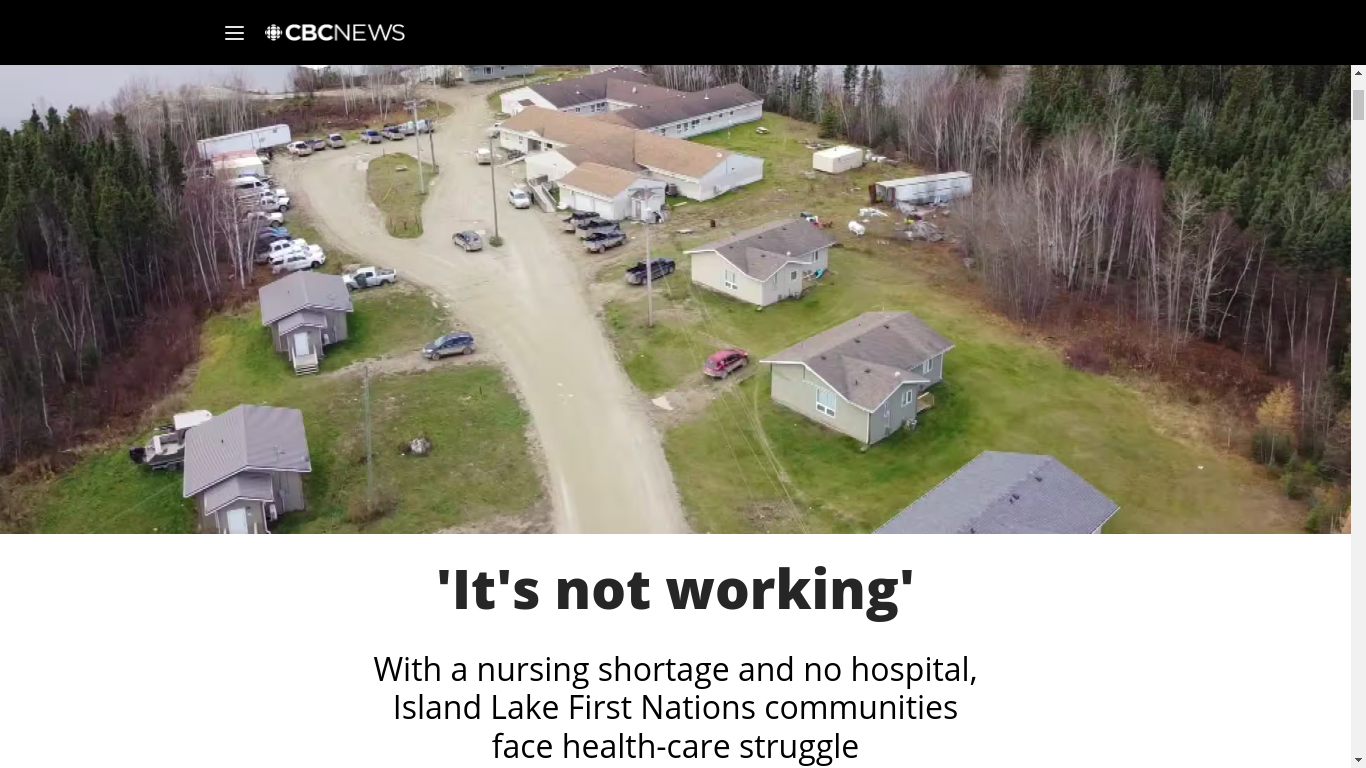 CBCNEWS
'It's not working'
With a nursing shortage and no hospital,
Island Lake First Nations communities
face health-care struggle